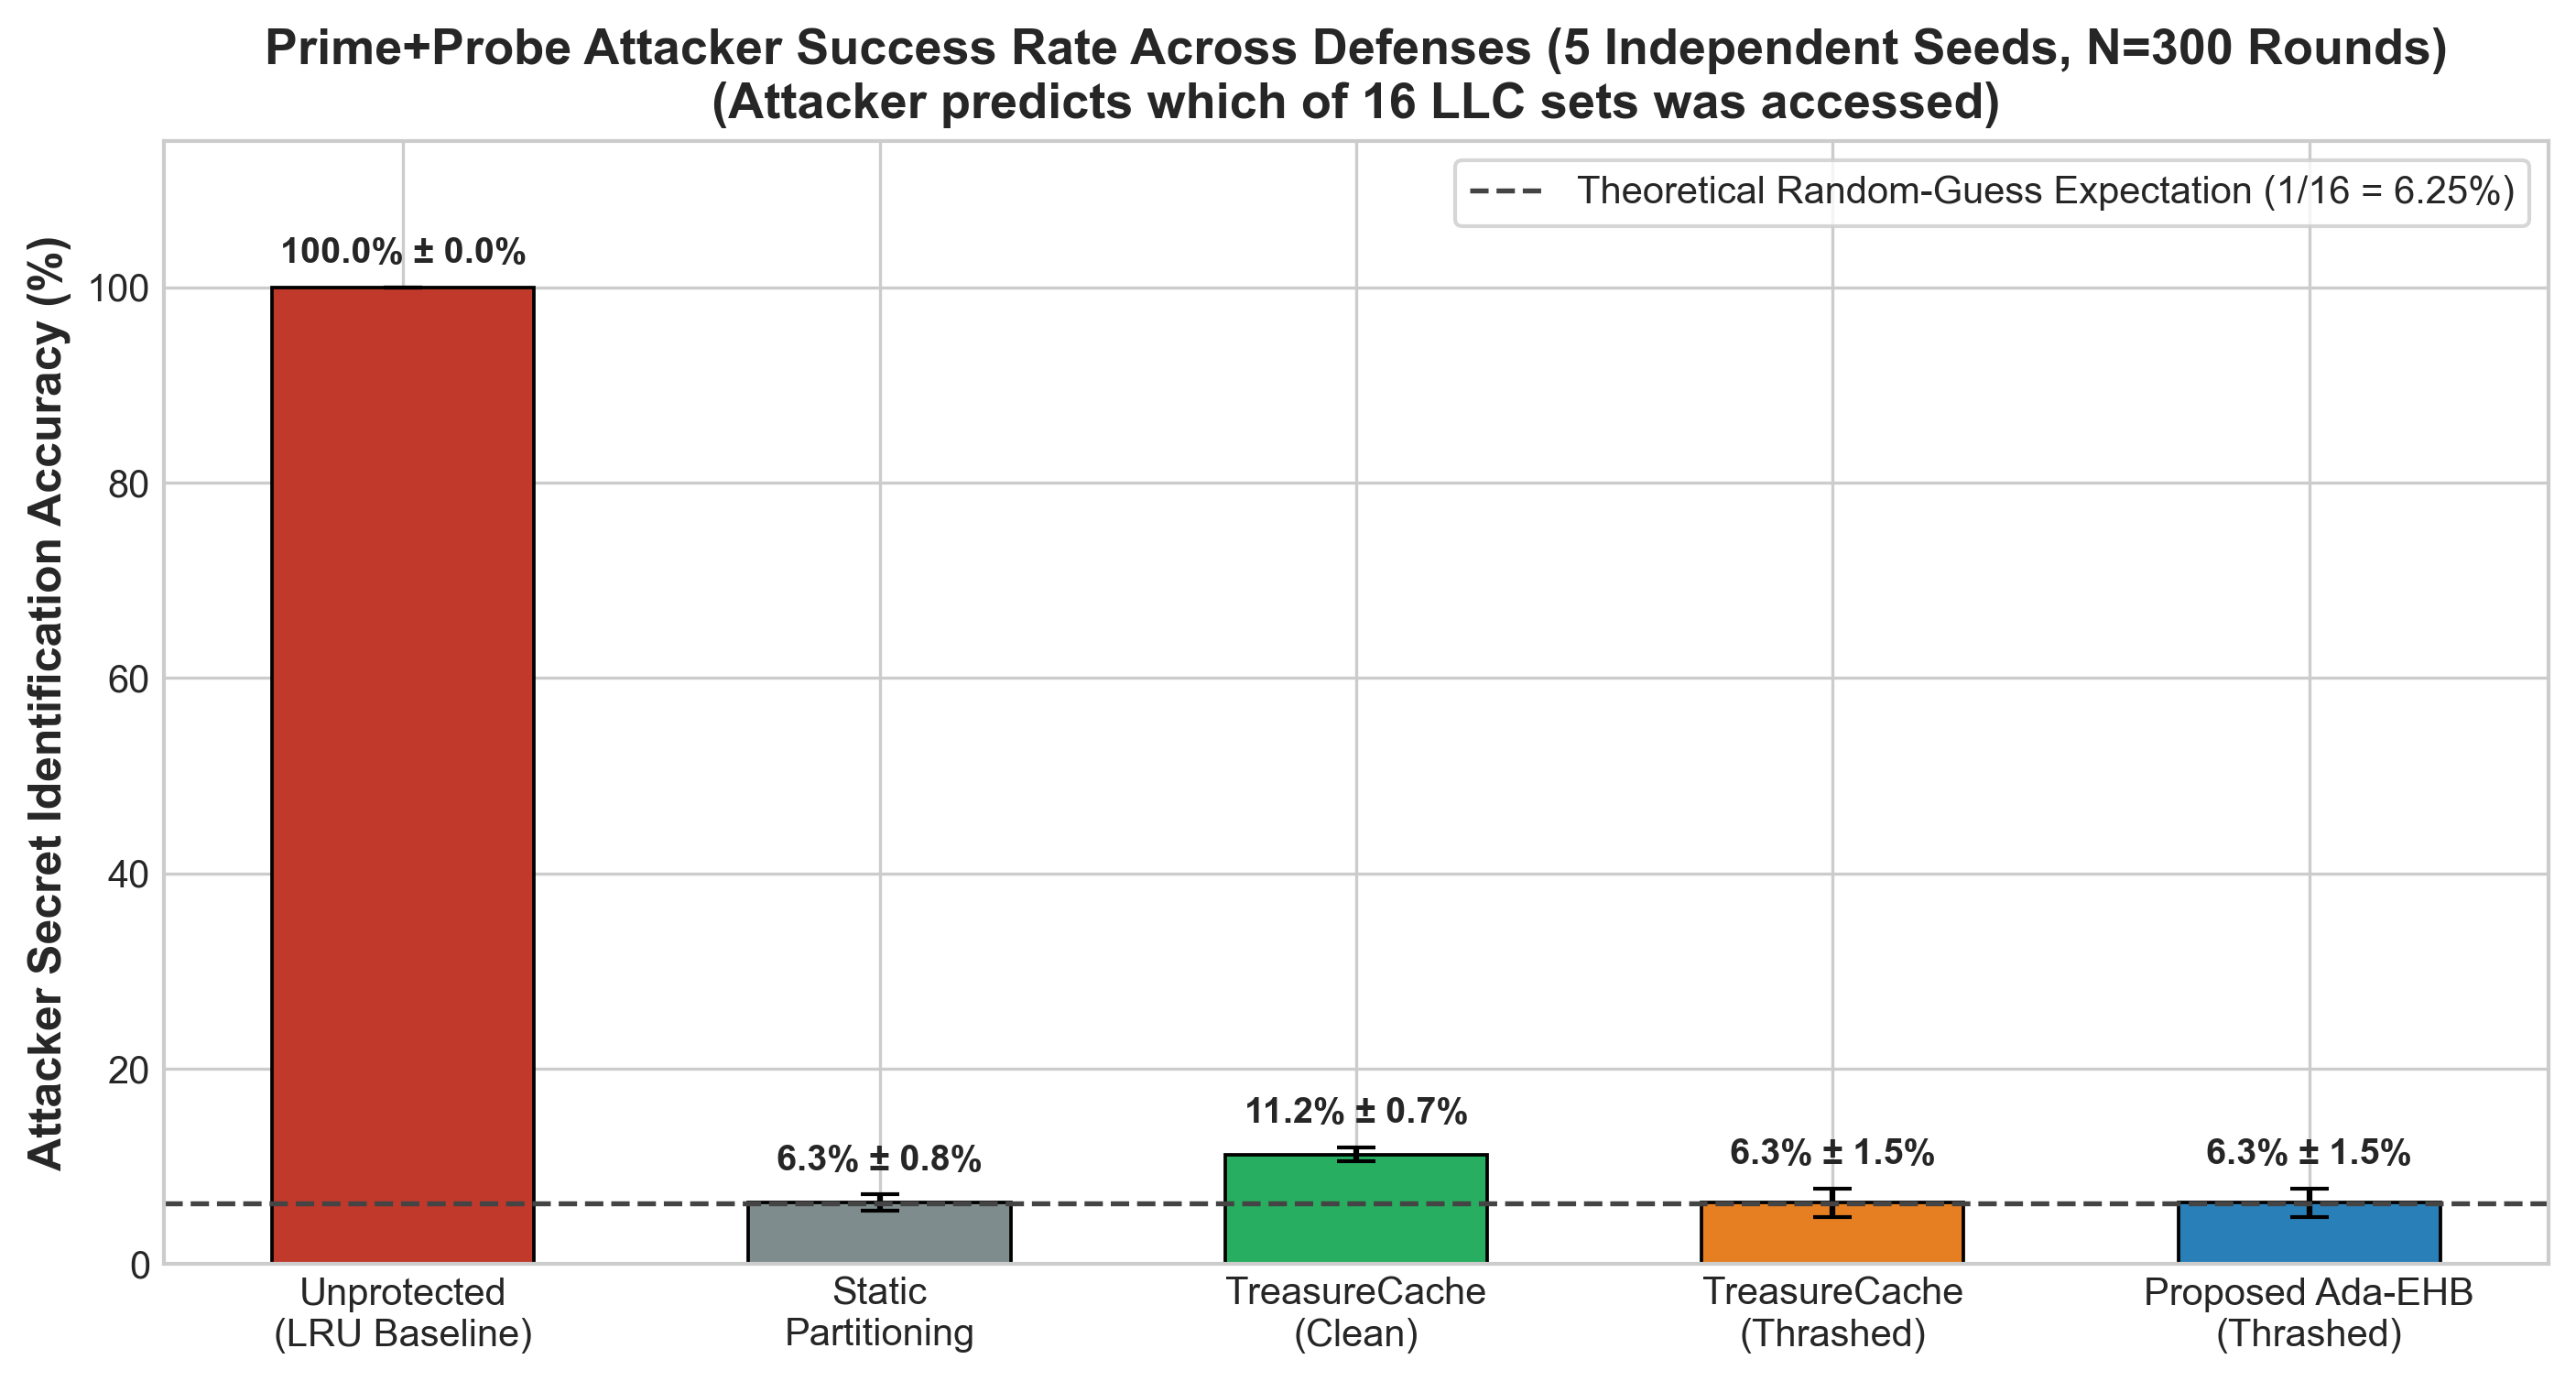 Prime+Probe Attacker Success Rate Across Defenses (5 Independent Seeds, N=300 Rounds)
(Attacker predicts which of 16 LLC sets was accessed)
Theoretical Random-Guess Expectation (1/16 = 6.25%)
Attacker Secret Identification Accuracy (%)
100
80
60
40
20
0
100.0% ± 0.0%
6.3% ± 0.8%
11.2% ± 0.7%
6.3% ± 1.5%
6.3% ± 1.5%
Unprotected
(LRU Baseline)
Static
Partitioning
TreasureCache
(Clean)
TreasureCache
(Thrashed)
Proposed Ada-EHB
(Thrashed)